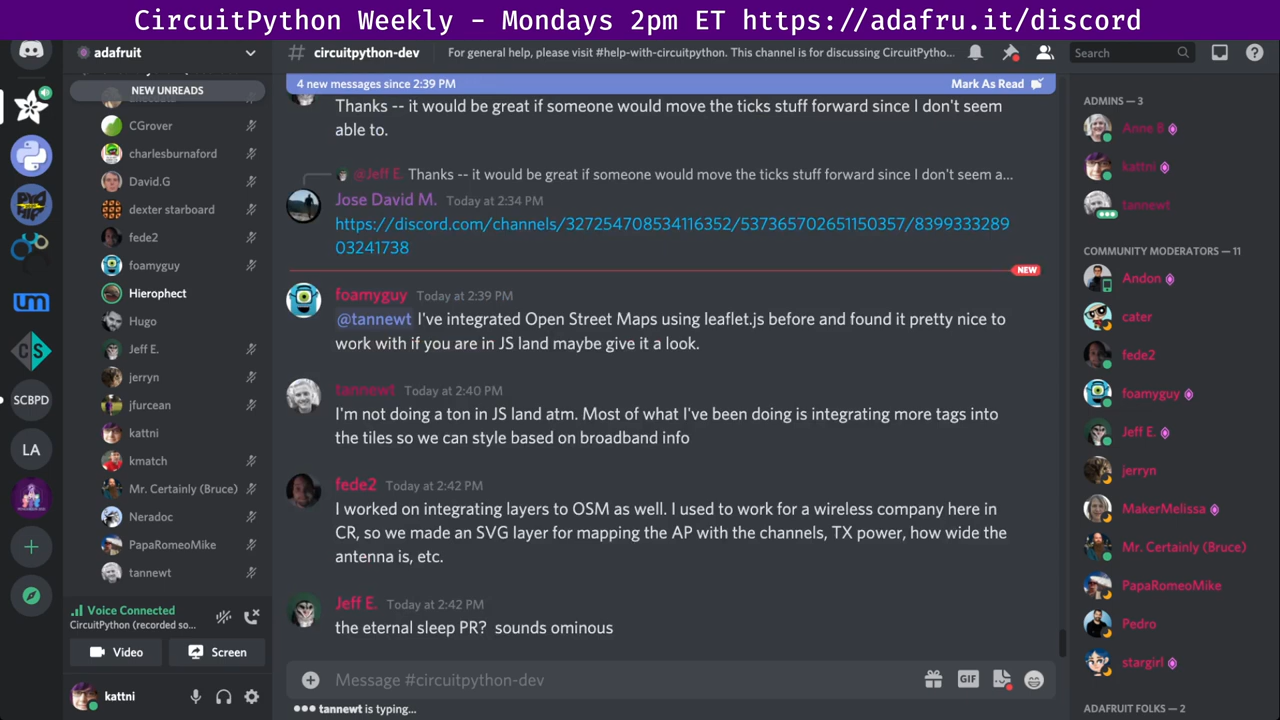 CircuitPython Weekly - Mondays 2pm ET https://adafru.it/discord
adafruit
NEW UNREADS
CGrover
charlesburnaford
David.G
dexter starboard
fede2
foamyguy
Hierophect
Hugo
Jeff E.
jerryn
jfurcean
kattni
kmatch
Mr. Certainly (Bruce)
Neradoc
PapaRomeoMike
tannewt
Voice Connected
CircuitPython (recorded so...
Video
Screen
kattni
SCBPD
LA
# circuitpython-dev
For general help, please visit #help-with-circuitpython. This channel is for discussing CircuitPytho...
Search
4 new messages since 2:39 PM
Mark As Read
Thanks -- it would be great if someone would move the ticks stuff forward since I don't seem
able to.
@Jeff E. Thanks -- it would be great if someone would move the ticks stuff forward since I don't seem a...
Jose David M. Today at 2:34 PM
https://discord.com/channels/327254708534116352/537365702651150357/8399333289
03241738
NEW
foamyguy Today at 2:39 PM
@tannewt I've integrated Open Street Maps using leaflet.js before and found it pretty nice to
work with if you are in JS land maybe give it a look.
tannewt Today at 2:40 PM
I'm not doing a ton in JS land atm. Most of what I've been doing is integrating more tags into
the tiles so we can style based on broadband info
fede2 Today at 2:42 PM
I worked on integrating layers to OSM as well. I used to work for a wireless company here in
CR, so we made an SVG layer for mapping the AP with the channels, TX power, how wide the
antenna is, etc.
Jeff E. Today at 2:42 PM
the eternal sleep PR? sounds ominous
Message #circuitpython-dev
GIF
tannewt is typing...
ADMINS — 3
Anne B
kattni
tannewt
COMMUNITY MODERATORS — 11
Andon
cater
fede2
foamyguy
Jeff E.
jerryn
MakerMelissa
Mr. Certainly (Bruce)
PapaRomeoMike
Pedro
stargirl
ADAFRUIT FOLKS — 2